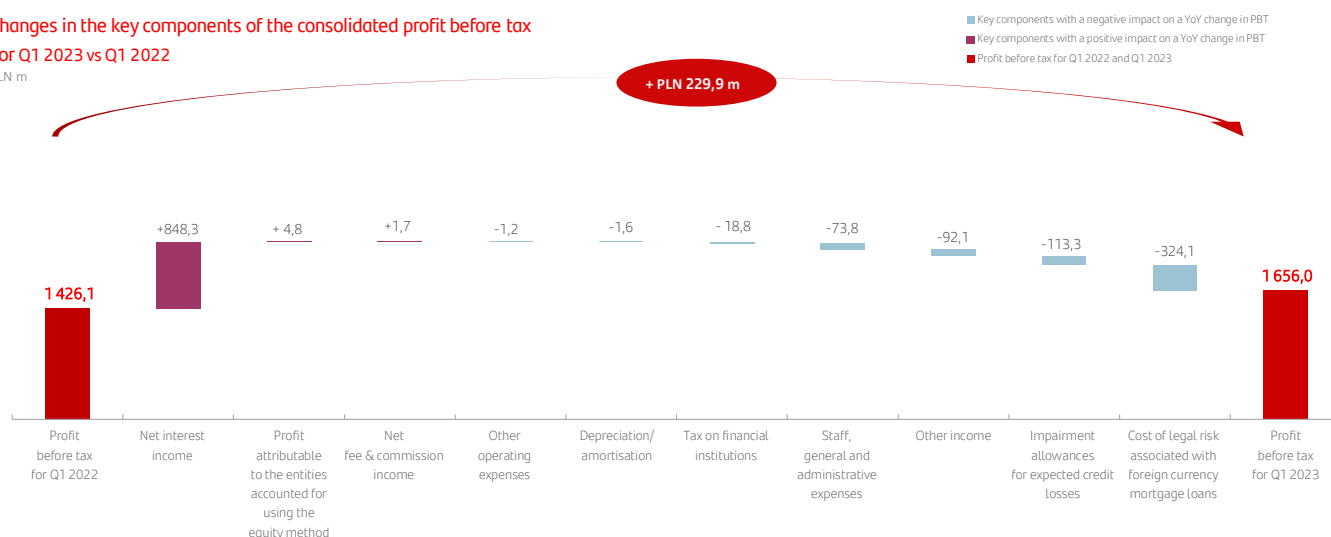 hanges in the key components of the consolidated profit before tax
or Q1 2023 vs Q1 2022
LN m
Key components with a negative impact on a YoY change in PBT
Key components with a positive impact on a YoY change in PBT
Profit before tax for Q1 2022 and Q1 2023
+ PLN 229,9 m
1 426,1
+848,3
+ 4,8
+1,7
-1,2
-1,6
- 18,8
-73,8
-92,1
-113,3
-324,1
1 656,0
Profit
before tax
for Q1 2022
Net interest
income
Profit
attributable
to the entities
accounted for
using the
equity method
Net
fee & commission
income
Other
operating
expenses
Depreciation/
amortisation
Tax on financial
institutions
Staff,
general and
administrative
expenses
Other income
Impairment
allowances
for expected credit
losses
Cost of legal risk
associated with
foreign currency
mortgage loans
Profit
before tax
for Q1 2023